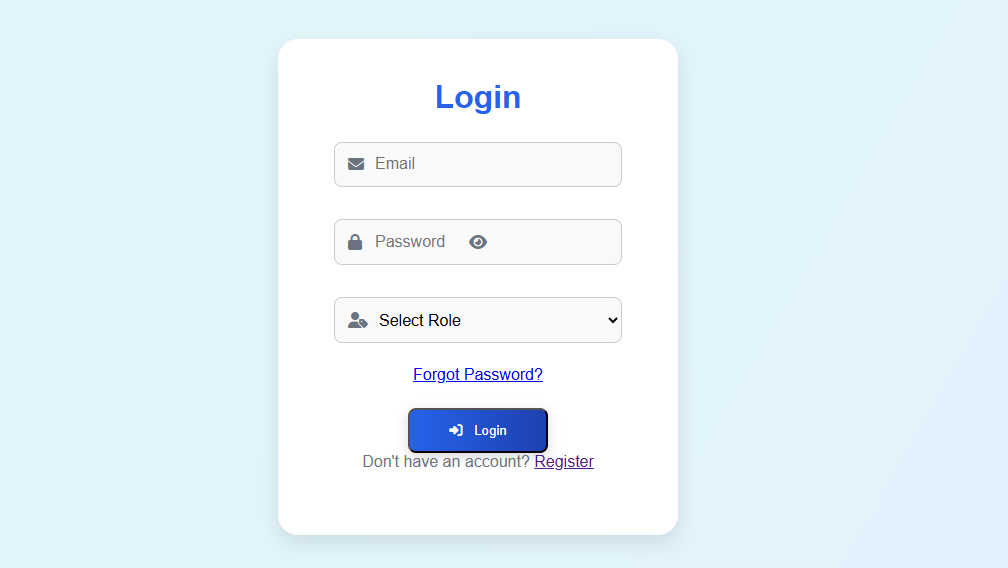 Login
Email
Password
Select Role
Forgot Password?
Login
Don't have an account? Register